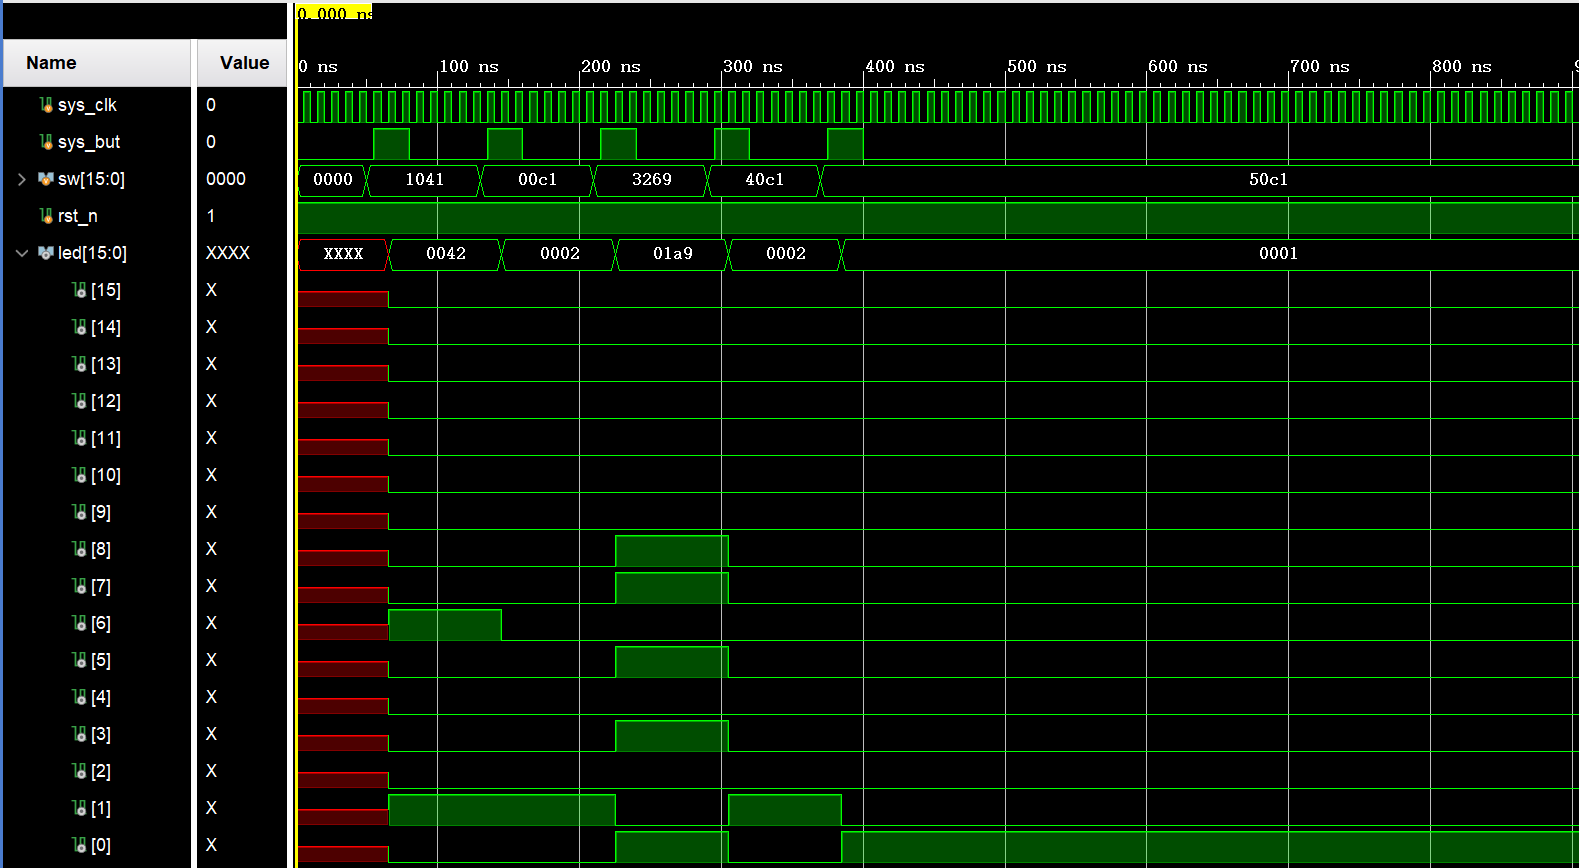 0.000 ns
Name Value
0 ns 100 ns 200 ns 300 ns 400 ns 500 ns 600 ns 700 ns 800 ns
sys_clk 0
sys_but 0
sw[15:0] 0000 0000 1041 00c1 3269 40c1 50c1
rst_n 1
led[15:0] XXXX XXXX 0042 0002 01a9 0002 0001
[15] X
[14] X
[13] X
[12] X
[11] X
[10] X
[9] X
[8] X
[7] X
[6] X
[5] X
[4] X
[3] X
[2] X
[1] X
[0] X